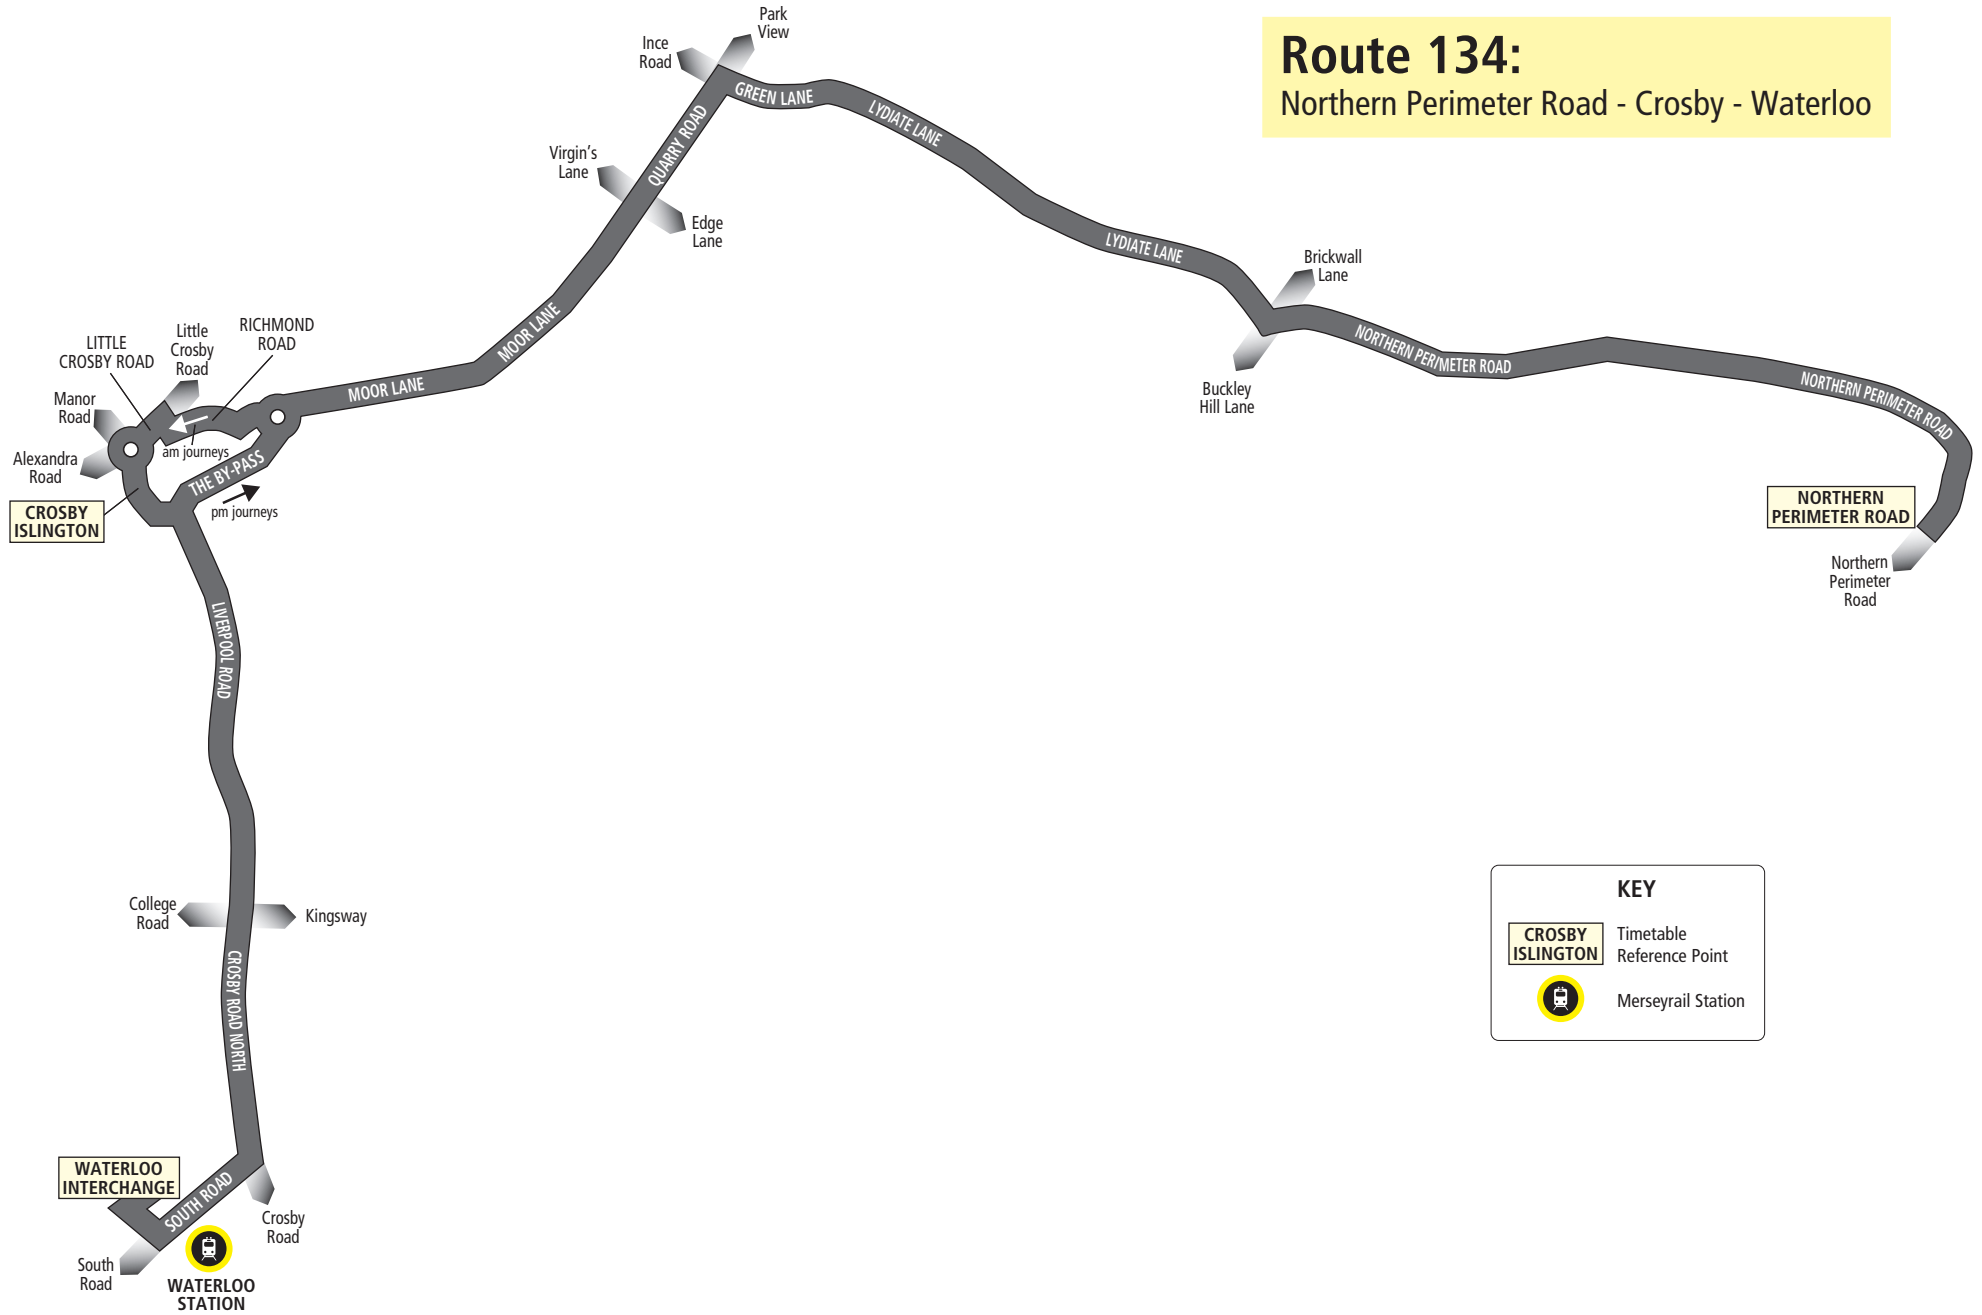 Route 134:
Northern Perimeter Road - Crosby - Waterloo
Park
View
Ince
Road
GREEN LANE
LYDIATE LANE
QUARRY ROAD
Virgin's
Lane
Edge
Lane
LYDIATE LANE
Brickwall
Lane
Buckley
Hill Lane
NORTHERN PERIMETER ROAD
NORTHERN PERIMETER ROAD
NORTHERN
PERIMETER ROAD
Northern
Perimeter
Road
MOOR LANE
MOOR LANE
RICHMOND
ROAD
Little
Crosby
Road
LITTLE
CROSBY ROAD
Manor
Road
Alexandra
Road
am journeys
THE BY-PASS
pm journeys
CROSBY
ISLINGTON
LIVERPOOL ROAD
College
Road
Kingsway
CROSBY ROAD NORTH
WATERLOO
INTERCHANGE
SOUTH ROAD
Crosby
Road
South
Road
WATERLOO
STATION
KEY
CROSBY
ISLINGTON
Timetable
Reference Point
Merseyrail Station